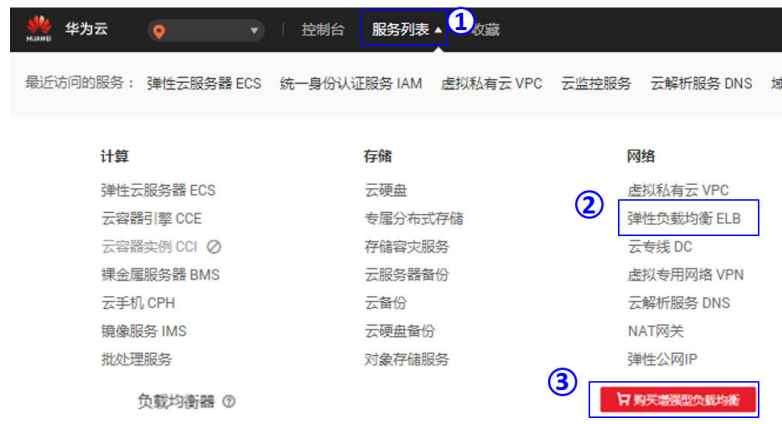 HUAWEI 华为云 控制台 服务列表 ① 收藏
最近访问的服务： 弹性云服务器 ECS 统一身份认证服务 IAM 虚拟私有云 VPC 云监控服务 云解析服务 DNS 域
计算 存储 网络
弹性云服务器 ECS 云硬盘 虚拟私有云 VPC
云容器引擎 CCE 专属分布式存储 ② 弹性负载均衡 ELB
云容器实例 CCI 存储容灾服务 云专线 DC
裸金属服务器 BMS 云服务器备份 虚拟专用网络 VPN
云手机 CPH 云备份 云解析服务 DNS
镜像服务 IMS 云硬盘备份 NAT网关
批处理服务 对象存储服务 弹性公网IP
负载均衡器 ③ 购买增强型负载均衡